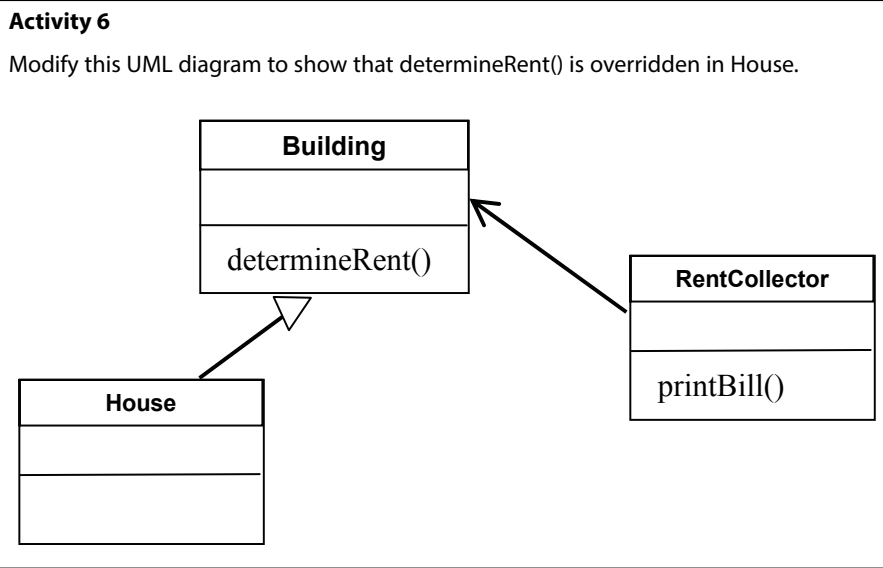 Activity 6
Modify this UML diagram to show that determineRent() is overridden in House.
Building
determineRent()
RentCollector
printBill()
House